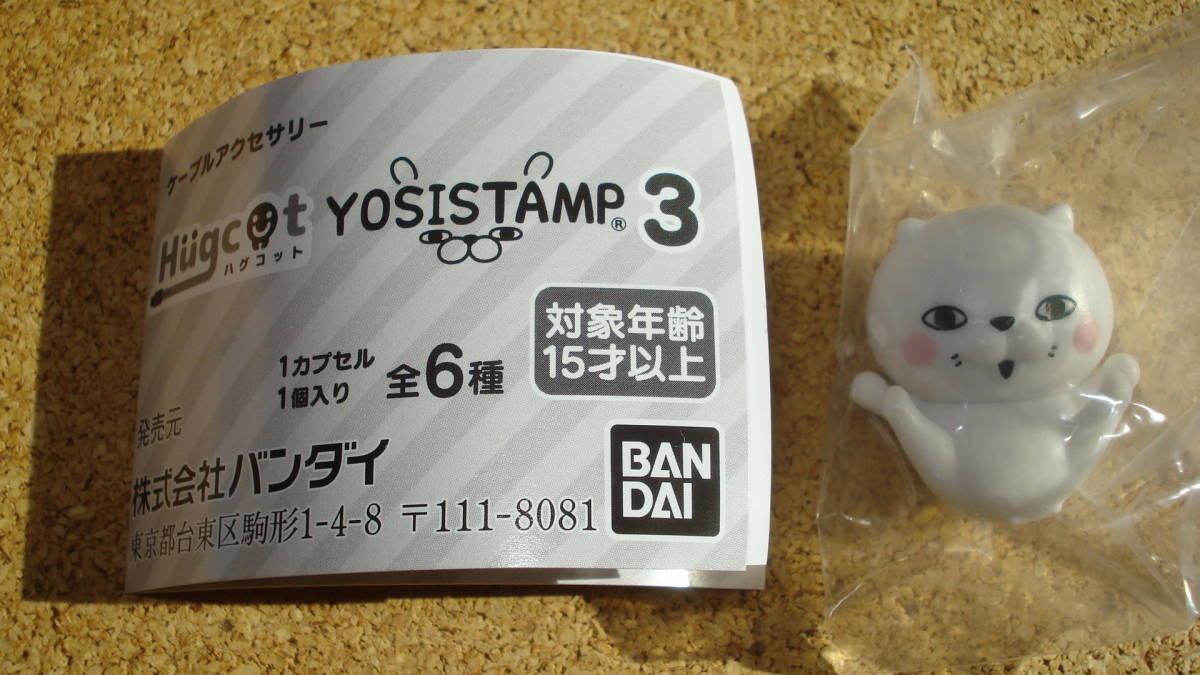 ケーブルアクセサリー
Hügcot YOSISTAMP® 3
ハグコット
対象年齢
15才以上
1カプセル
1個入り
全6種
発売元
株式会社バンダイ
東京都台東区駒形1-4-8 〒111-8081
BAN
DAI